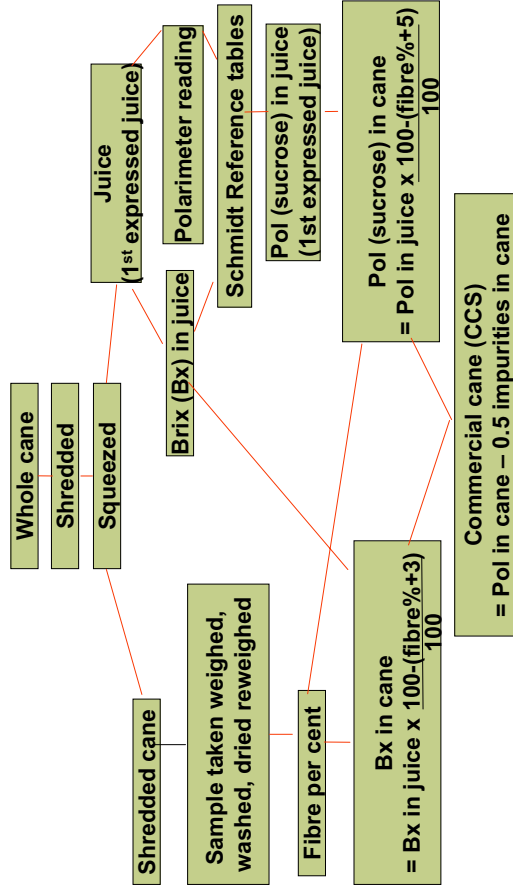 Whole cane
Shredded
Squeezed
Shredded cane
Sample taken weighed,
washed, dried reweighed
Fibre per cent
Bx in cane
= Bx in juice x 100-(fibre%+3)
100
Juice
(1st expressed juice)
Brix (Bx) in juice
Polarimeter reading
Schmidt Reference tables
Pol (sucrose) in juice
(1st expressed juice)
Pol (sucrose) in cane
= Pol in juice x 100-(fibre%+5)
100
Commercial cane (CCS)
= Pol in cane – 0.5 impurities in cane